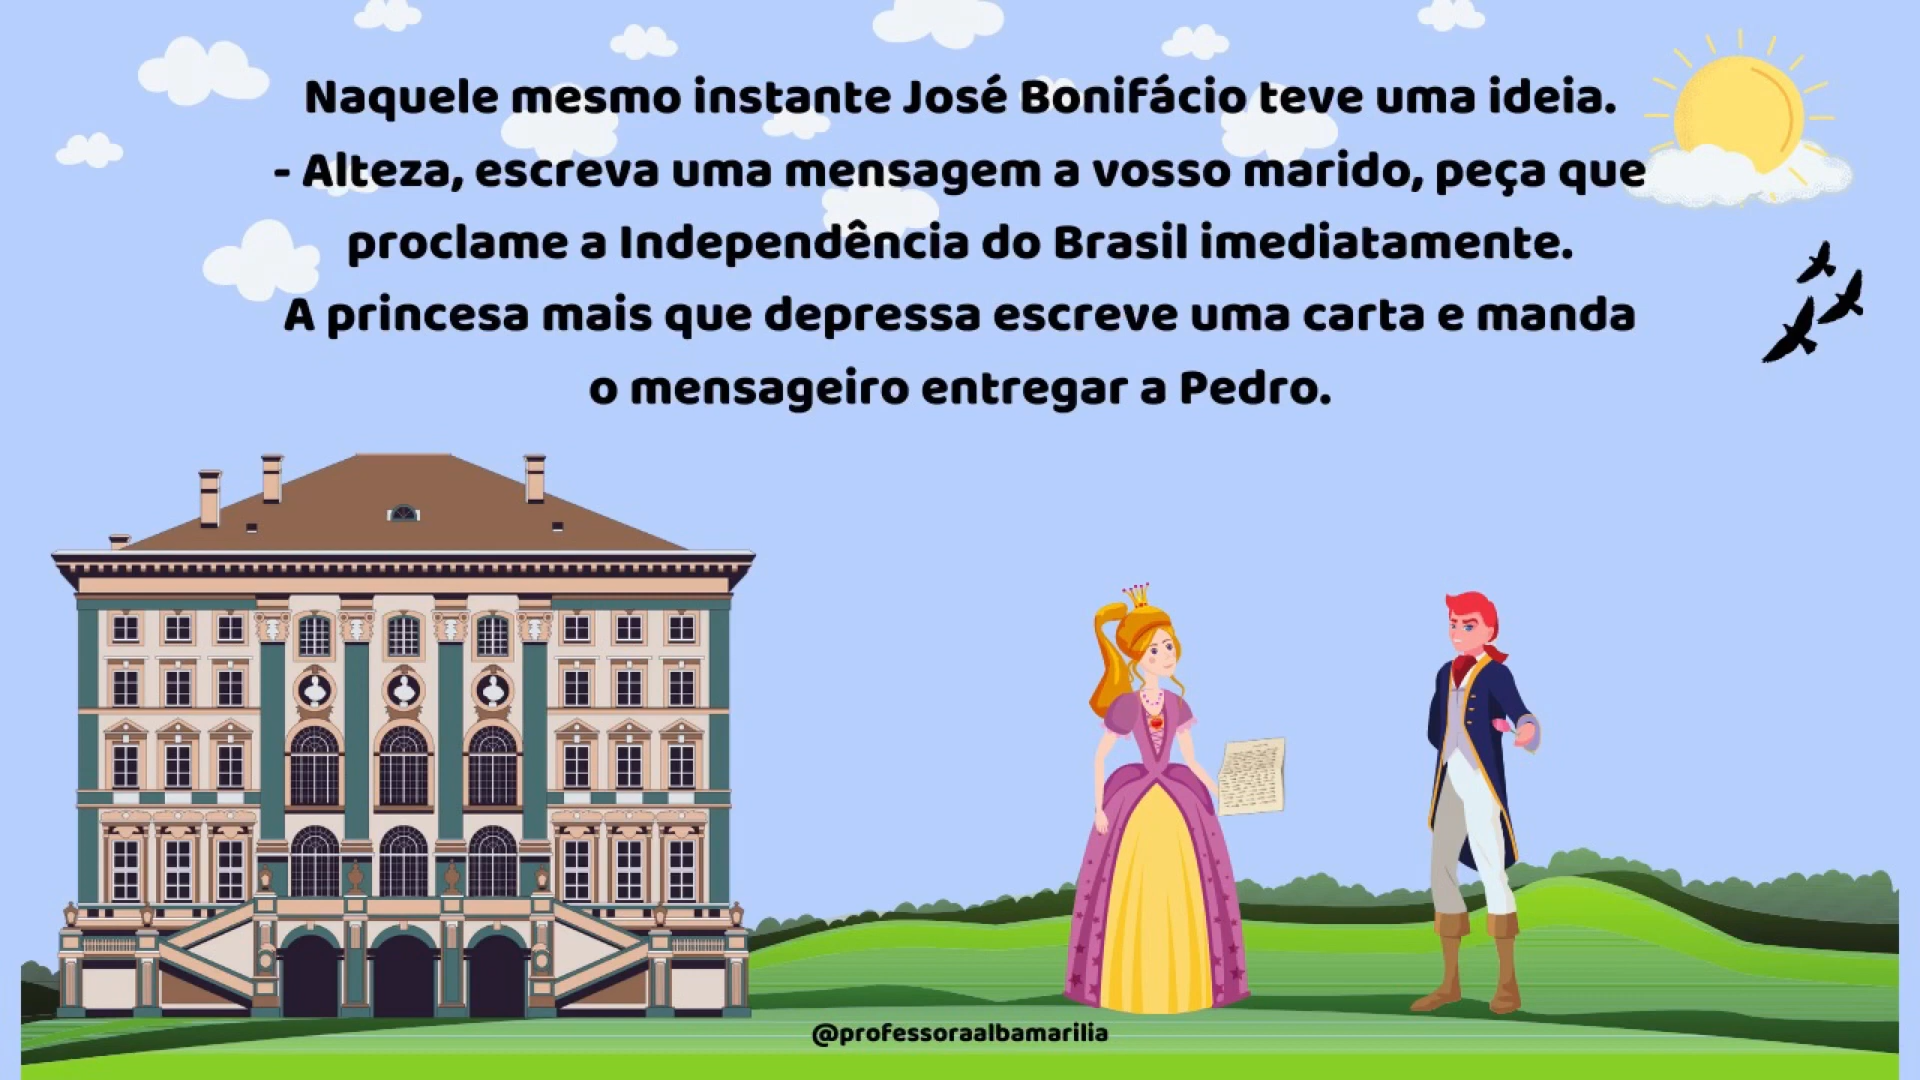 Naquele mesmo instante José Bonifácio teve uma ideia.
- Alteza, escreva uma mensagem a vosso marido, peça que
proclame a Independência do Brasil imediatamente.
A princesa mais que depressa escreve uma carta e manda
o mensageiro entregar a Pedro.
@professoraalbamarilia